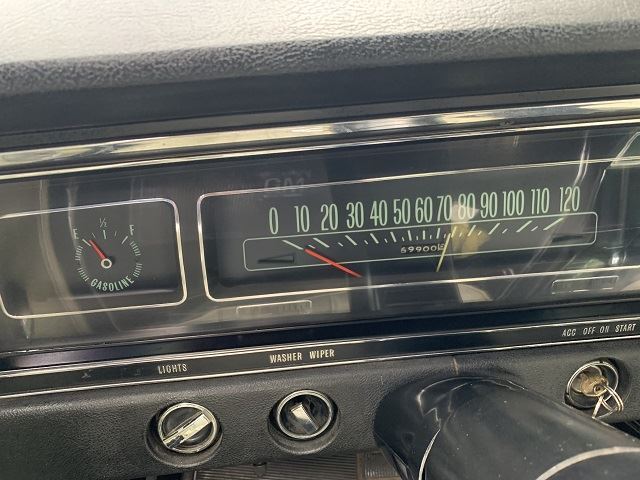 0 10 20 30 40 50 60 70 80 90 100 110 120
E ½ F
GASOLINE
LIGHTS
WASHER WIPER
ACC OFF ON START